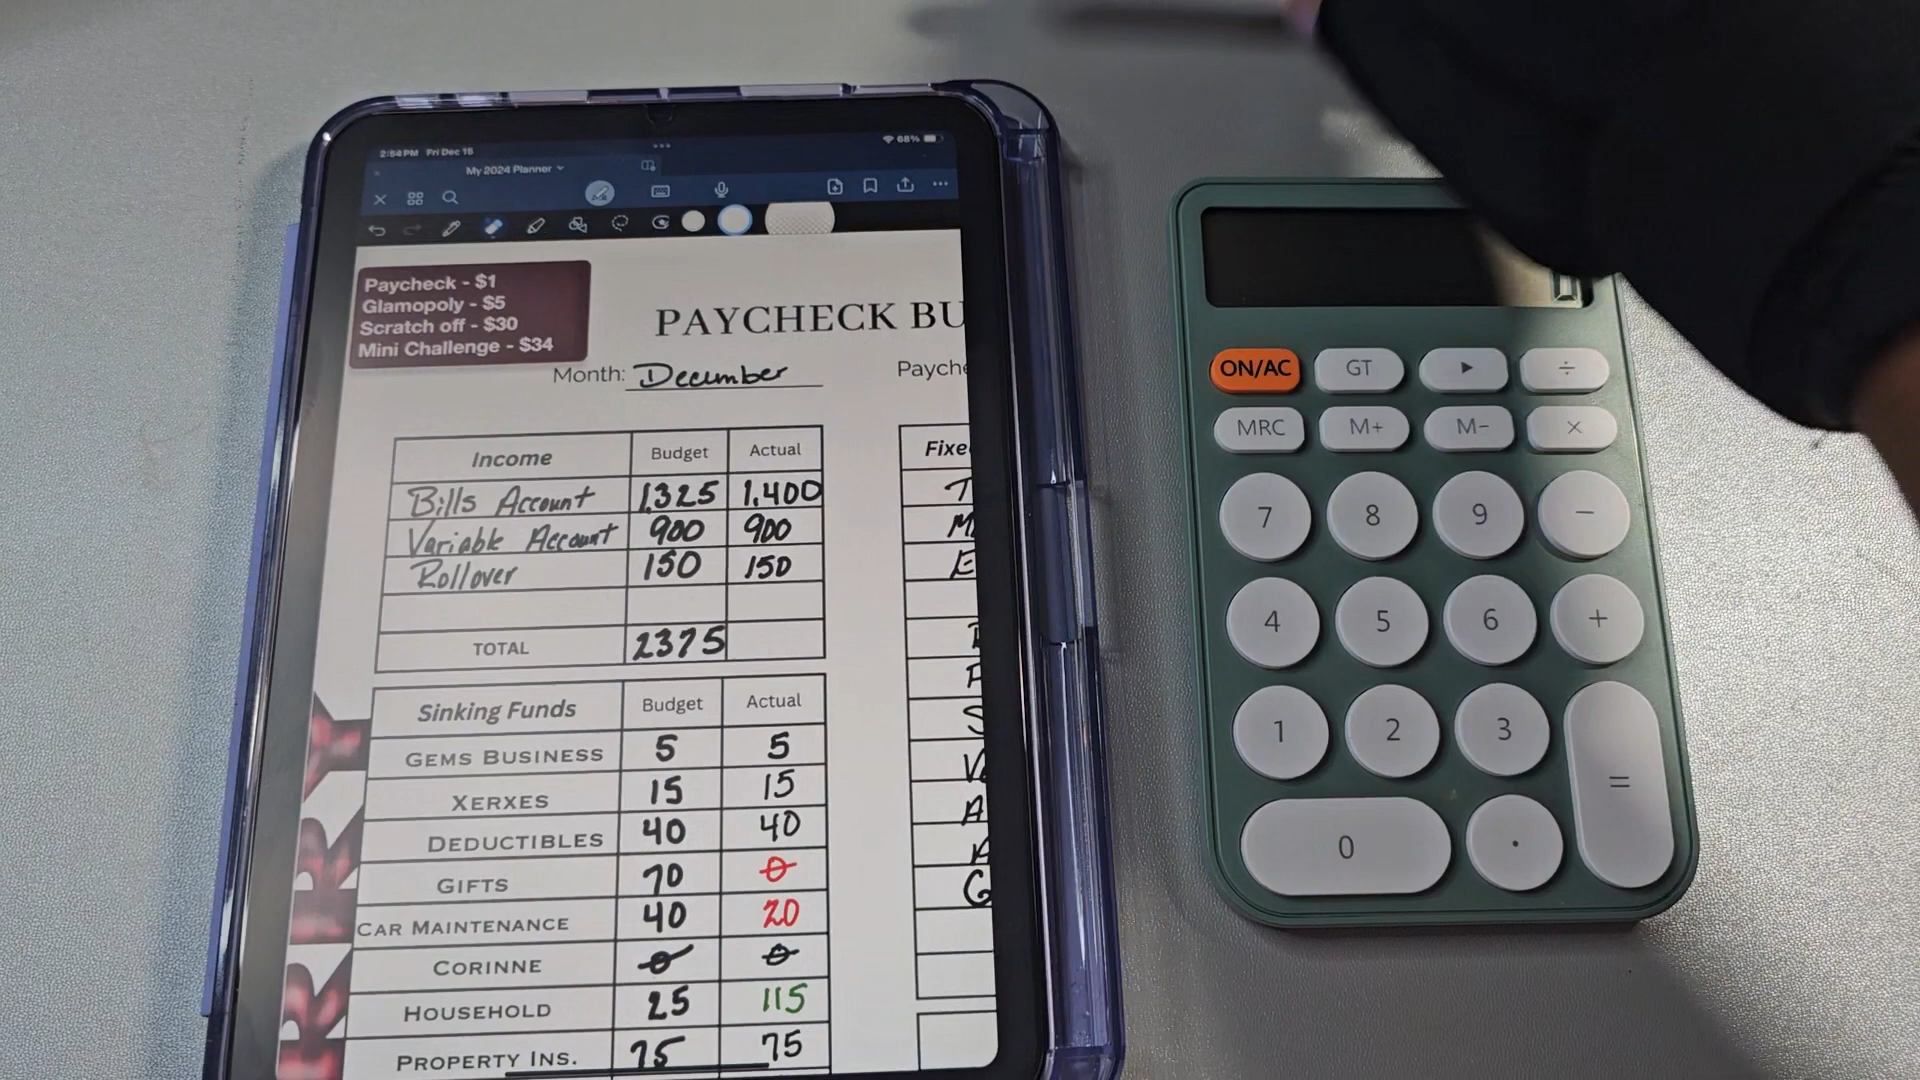 2:54 PM Fri Dec 15
68%
My 2024 Planner
Paycheck - $1
Glamopoly - $5
Scratch off - $30
Mini Challenge - $34
PAYCHECK BU
Month: December
Payche
Income Budget Actual
Bills Account 1,325 1,400
Variable Account 900 900
Rollover 150 150
TOTAL 2375
Fixe
T
M
E
S
A
G
Sinking Funds Budget Actual
GEMS BUSINESS 5 5
XERXES 15 15
DEDUCTIBLES 40 40
GIFTS 70 0
CAR MAINTENANCE 40 20
CORINNE 0 0
HOUSEHOLD 25 115
PROPERTY INS. 75 75
RRY
ON/AC GT ▶ ÷
MRC M+ M− ×
7 8 9 −
4 5 6 +
1 2 3 =
0 .